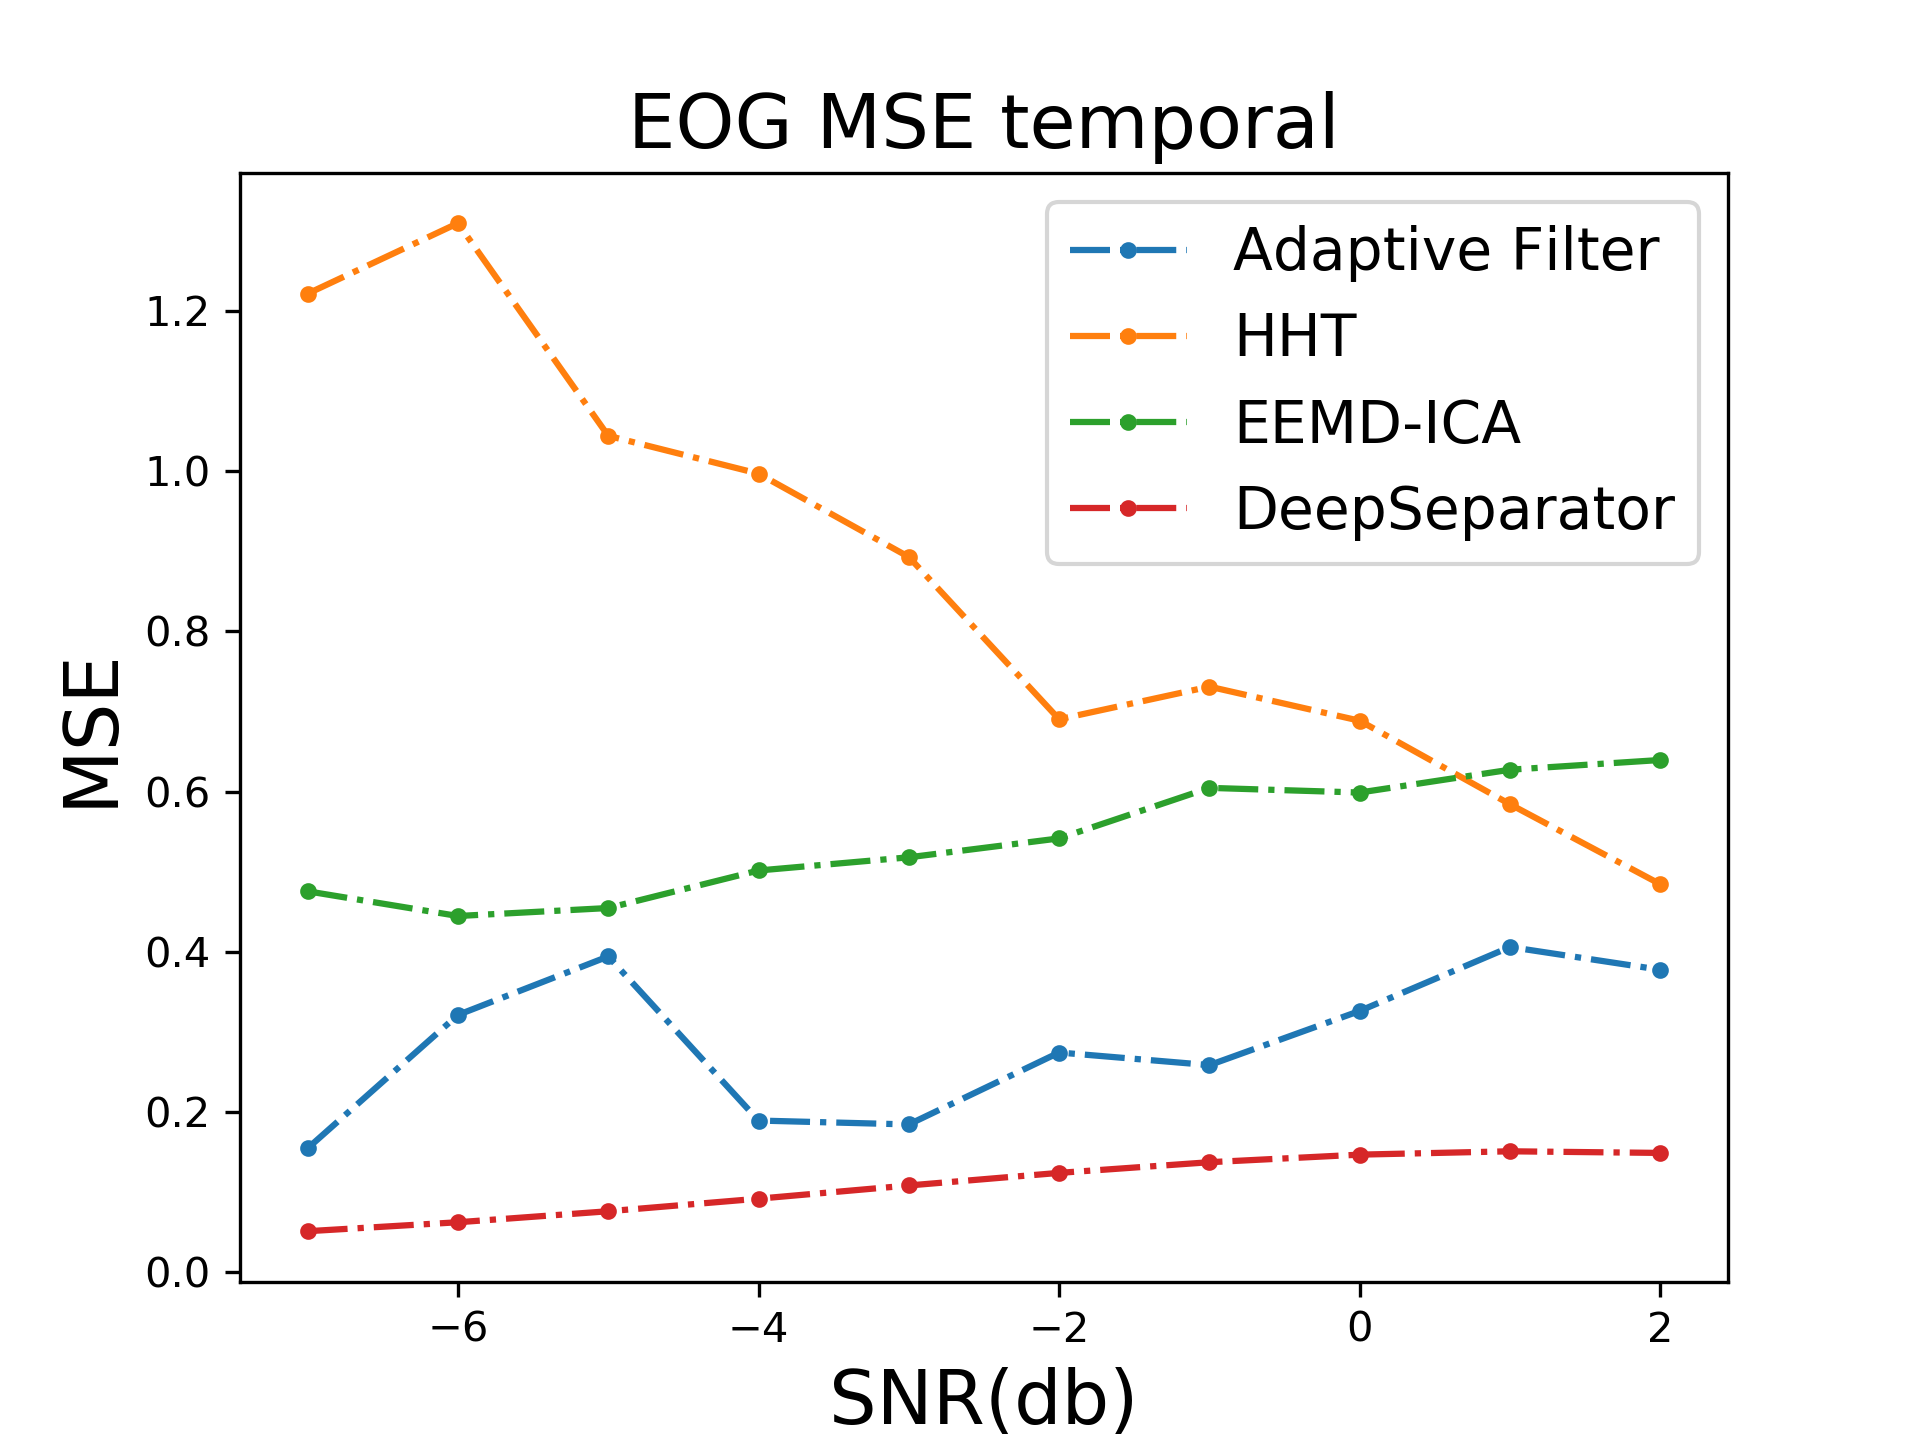 EOG MSE temporal
Adaptive Filter
HHT
EEMD-ICA
DeepSeparator
MSE
1.2
1.0
0.8
0.6
0.4
0.2
0.0
−6 −4 −2 0 2
SNR(db)